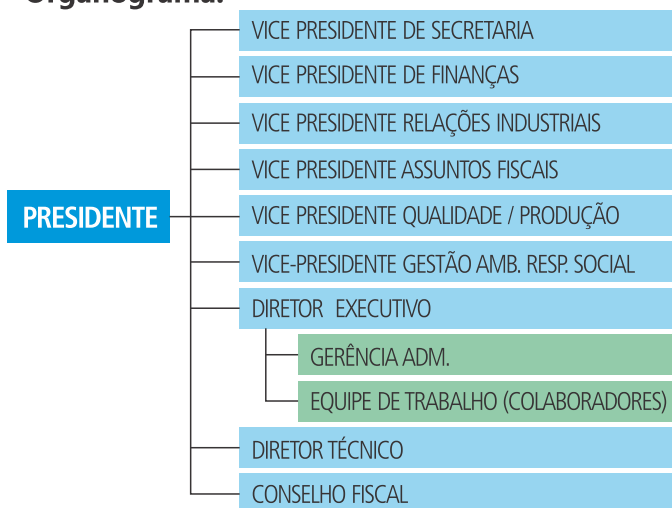 Organograma:
VICE PRESIDENTE DE SECRETARIA
VICE PRESIDENTE DE FINANÇAS
VICE PRESIDENTE RELAÇÕES INDUSTRIAIS
VICE PRESIDENTE ASSUNTOS FISCAIS
PRESIDENTE
VICE PRESIDENTE QUALIDADE / PRODUÇÃO
VICE-PRESIDENTE GESTÃO AMB. RESP. SOCIAL
DIRETOR EXECUTIVO
GERÊNCIA ADM.
EQUIPE DE TRABALHO (COLABORADORES)
DIRETOR TÉCNICO
CONSELHO FISCAL